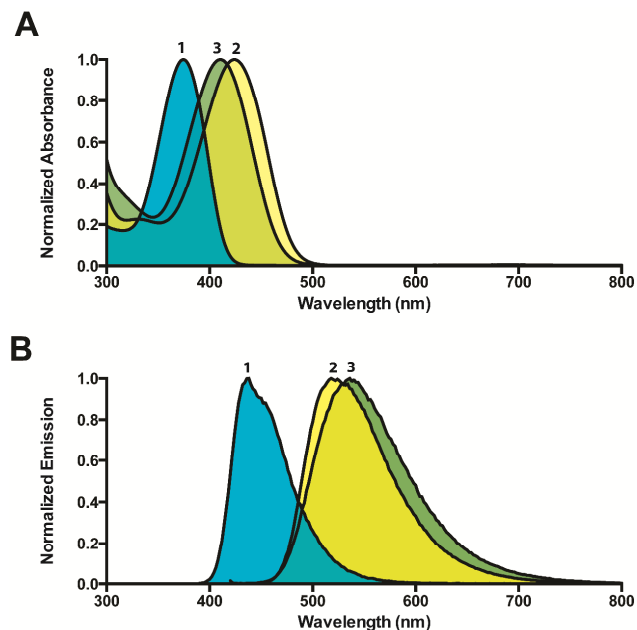 A
1 3 2
1.0
0.8
0.6
0.4
0.2
0.0
Normalized Absorbance
300 400 500 600 700 800
Wavelength (nm)
B
1 2 3
1.0
0.8
0.6
0.4
0.2
0.0
Normalized Emission
300 400 500 600 700 800
Wavelength (nm)